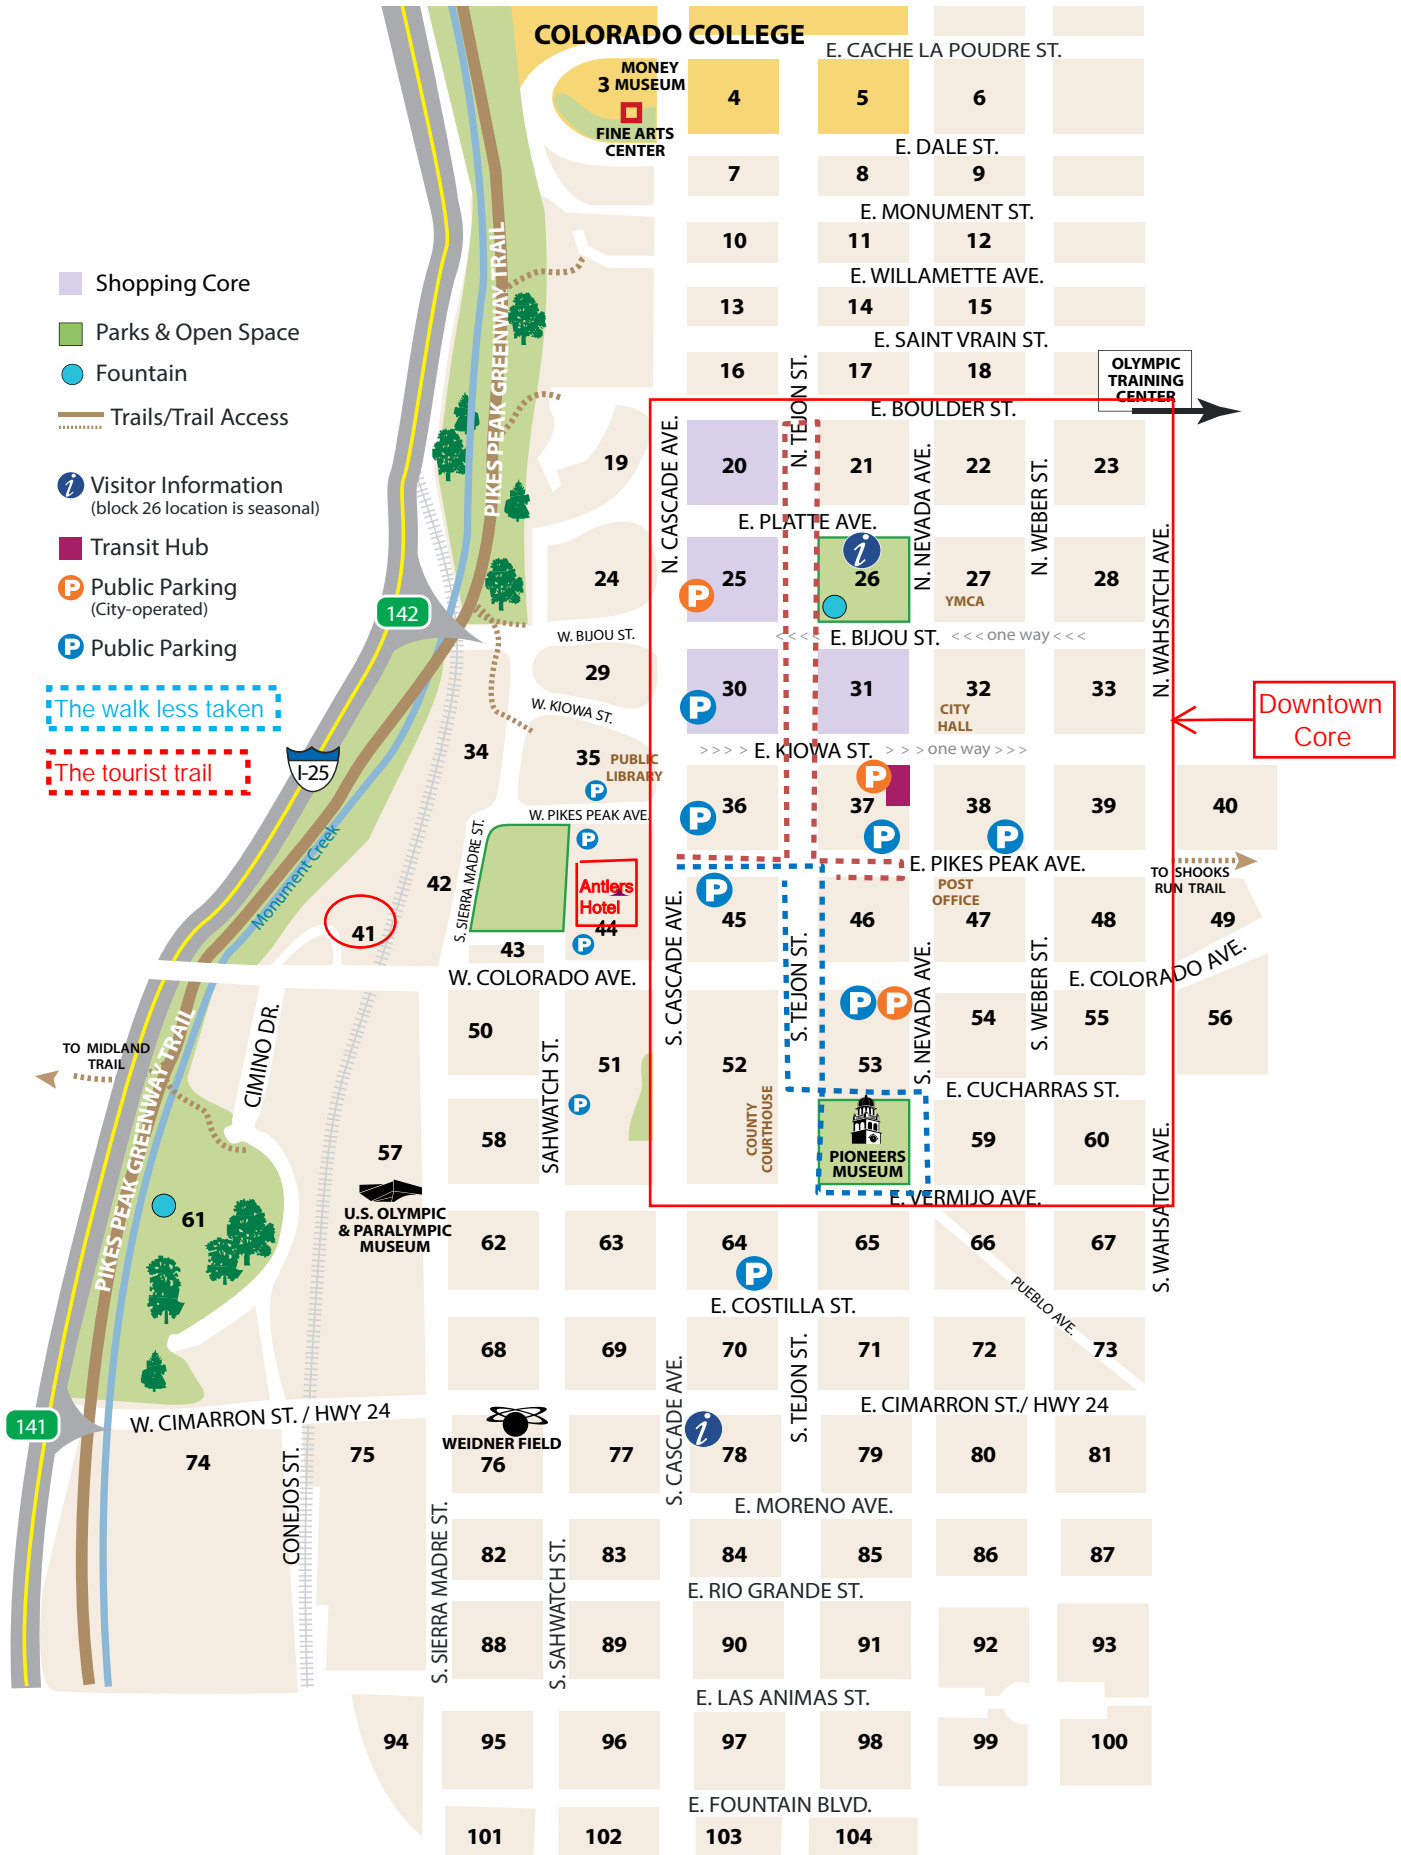 COLORADO COLLEGE
E. CACHE LA POUDRE ST.
MONEY
3 MUSEUM
FINE ARTS
CENTER
4
5
6
E. DALE ST.
7
8
9
E. MONUMENT ST.
10
11
12
E. WILLAMETTE AVE.
13
14
15
E. SAINT VRAIN ST.
16
17
18
OLYMPIC
TRAINING
CENTER
Shopping Core
Parks & Open Space
Fountain
Trails/Trail Access
i Visitor Information
(block 26 location is seasonal)
Transit Hub
P Public Parking
(City-operated)
P Public Parking
The walk less taken
The tourist trail
PIKES PEAK GREENWAY TRAIL
N. TEJON ST.
E. BOULDER ST.
N. CASCADE AVE.
N. NEVADA AVE.
N. WEBER ST.
N. WAHSATCH AVE.
19
20
21
22
23
E. PLATTE AVE.
24
25
P
i
26
27
YMCA
28
142
W. BIJOU ST.
<<<< E. BIJOU ST. <<< one way <<<
29
30
P
31
32
CITY
HALL
33
Downtown
Core
W. KIOWA ST.
>>>> E. KIOWA ST. >>> one way >>>
34
35
PUBLIC
LIBRARY
P
36
P
37
P
P
38
P
39
40
I-25
W. PIKES PEAK AVE.
P
E. PIKES PEAK AVE.
TO SHOOKS
RUN TRAIL
Monument Creek
S. SIERRA MADRE ST.
41
42
43
Antlers
Hotel
44
P
P
45
46
POST
OFFICE
47
48
49
S. CASCADE AVE.
S. TEJON ST.
S. NEVADA AVE.
S. WEBER ST.
W. COLORADO AVE.
E. COLORADO AVE.
50
51
P
52
COUNTY
COURTHOUSE
P
P
53
54
55
56
TO MIDLAND
TRAIL
PIKES PEAK GREENWAY TRAIL
CIMINO DR.
SAHWATCH ST.
E. CUCHARRAS ST.
57
58
PIONEERS
MUSEUM
59
60
S. WAHSATCH AVE.
U.S. OLYMPIC
& PARALYMPIC
MUSEUM
E. VERMIJO AVE.
61
62
63
64
P
65
66
67
PUEBLO AVE.
E. COSTILLA ST.
68
69
70
71
72
73
S. CASCADE AVE.
S. TEJON ST.
141
W. CIMARRON ST. / HWY 24
E. CIMARRON ST./ HWY 24
74
75
WEIDNER FIELD
76
77
i
78
79
80
81
CONEJOS ST.
S. SIERRA MADRE ST.
S. SAHWATCH ST.
E. MORENO AVE.
82
83
84
85
86
87
E. RIO GRANDE ST.
88
89
90
91
92
93
E. LAS ANIMAS ST.
94
95
96
97
98
99
100
E. FOUNTAIN BLVD.
101
102
103
104